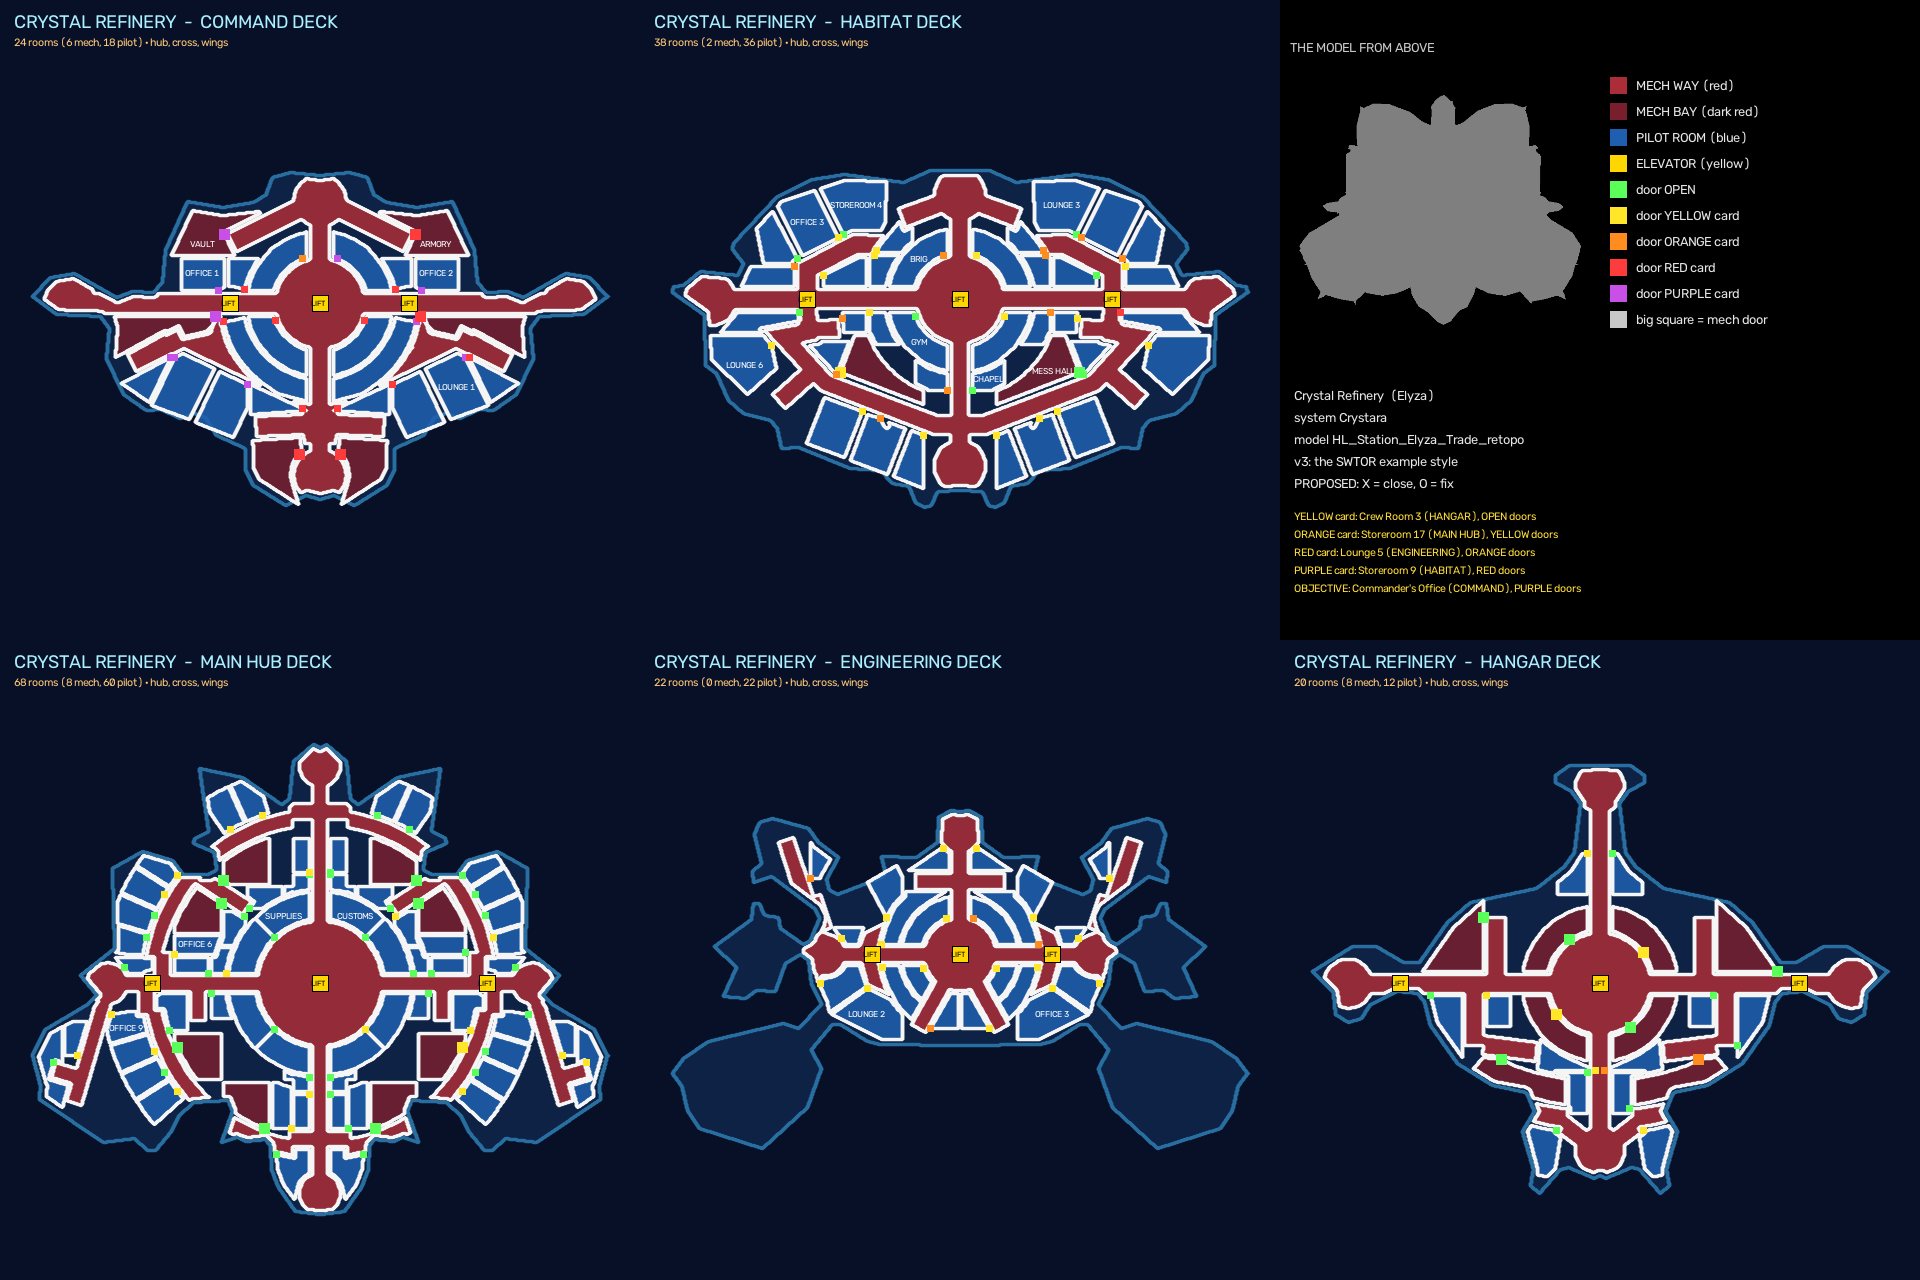 CRYSTAL REFINERY - COMMAND DECK
24 rooms (6 mech, 18 pilot) • hub, cross, wings
VAULT
ARMORY
OFFICE 1
OFFICE 2
LIFT
LIFT
LIFT
LOUNGE 1
CRYSTAL REFINERY - HABITAT DECK
38 rooms (2 mech, 36 pilot) • hub, cross, wings
STOREROOM 4
LOUNGE 3
OFFICE 3
BRIG
LIFT
LIFT
LIFT
GYM
LOUNGE 6
MESS HALL
CHAPEL
THE MODEL FROM ABOVE
MECH WAY (red)
MECH BAY (dark red)
PILOT ROOM (blue)
ELEVATOR (yellow)
door OPEN
door YELLOW card
door ORANGE card
door RED card
door PURPLE card
big square = mech door
Crystal Refinery (Elyza)
system Crystara
model HL_Station_Elyza_Trade_retopo
v3: the SWTOR example style
PROPOSED: X = close, O = fix
YELLOW card: Crew Room 3 (HANGAR), OPEN doors
ORANGE card: Storeroom 17 (MAIN HUB), YELLOW doors
RED card: Lounge 5 (ENGINEERING), ORANGE doors
PURPLE card: Storeroom 9 (HABITAT), RED doors
OBJECTIVE: Commander's Office (COMMAND), PURPLE doors
CRYSTAL REFINERY - MAIN HUB DECK
68 rooms (8 mech, 60 pilot) • hub, cross, wings
SUPPLIES
CUSTOMS
OFFICE 6
LIFT
LIFT
LIFT
OFFICE 9
CRYSTAL REFINERY - ENGINEERING DECK
22 rooms (0 mech, 22 pilot) • hub, cross, wings
LIFT
LIFT
LIFT
LOUNGE 2
OFFICE 3
CRYSTAL REFINERY - HANGAR DECK
20 rooms (8 mech, 12 pilot) • hub, cross, wings
LIFT
LIFT
LIFT